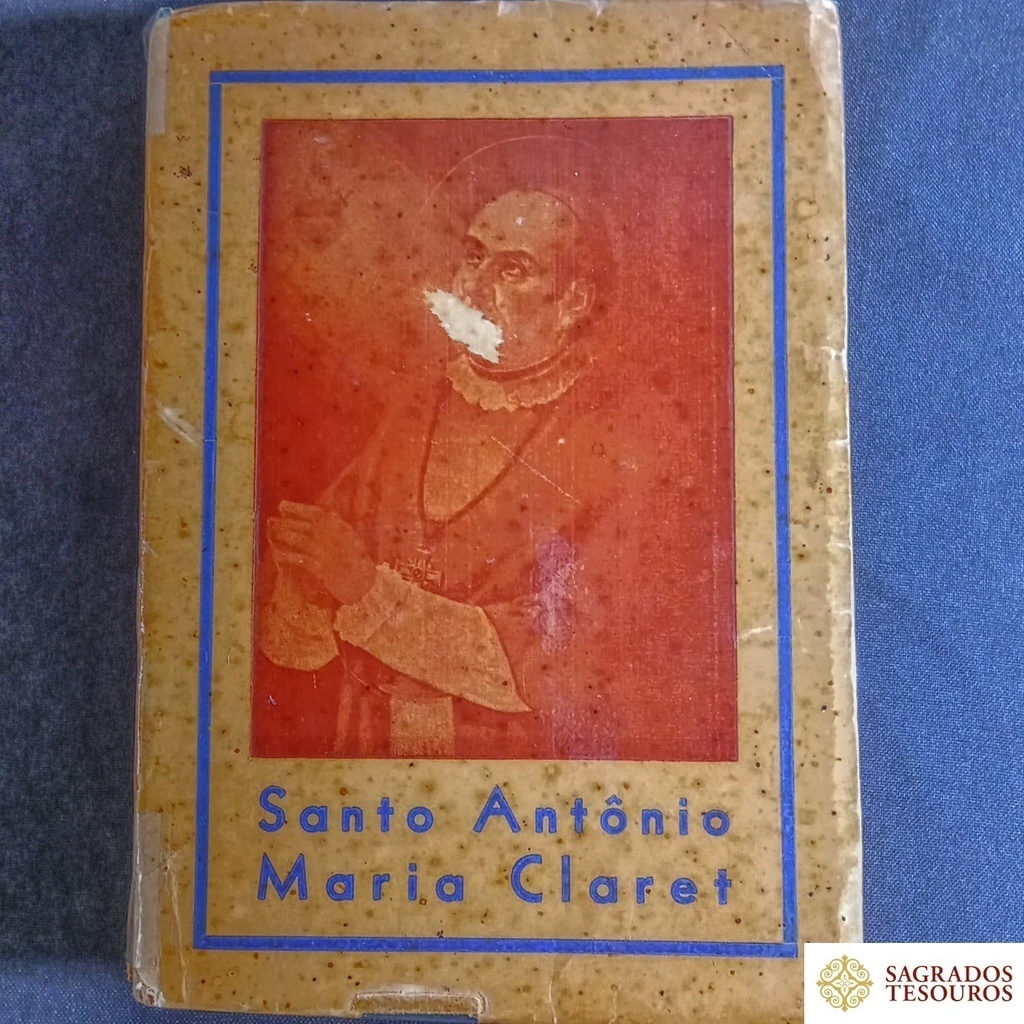 Santo Antônio
Maria Claret
SAGRADOS
TESOUROS